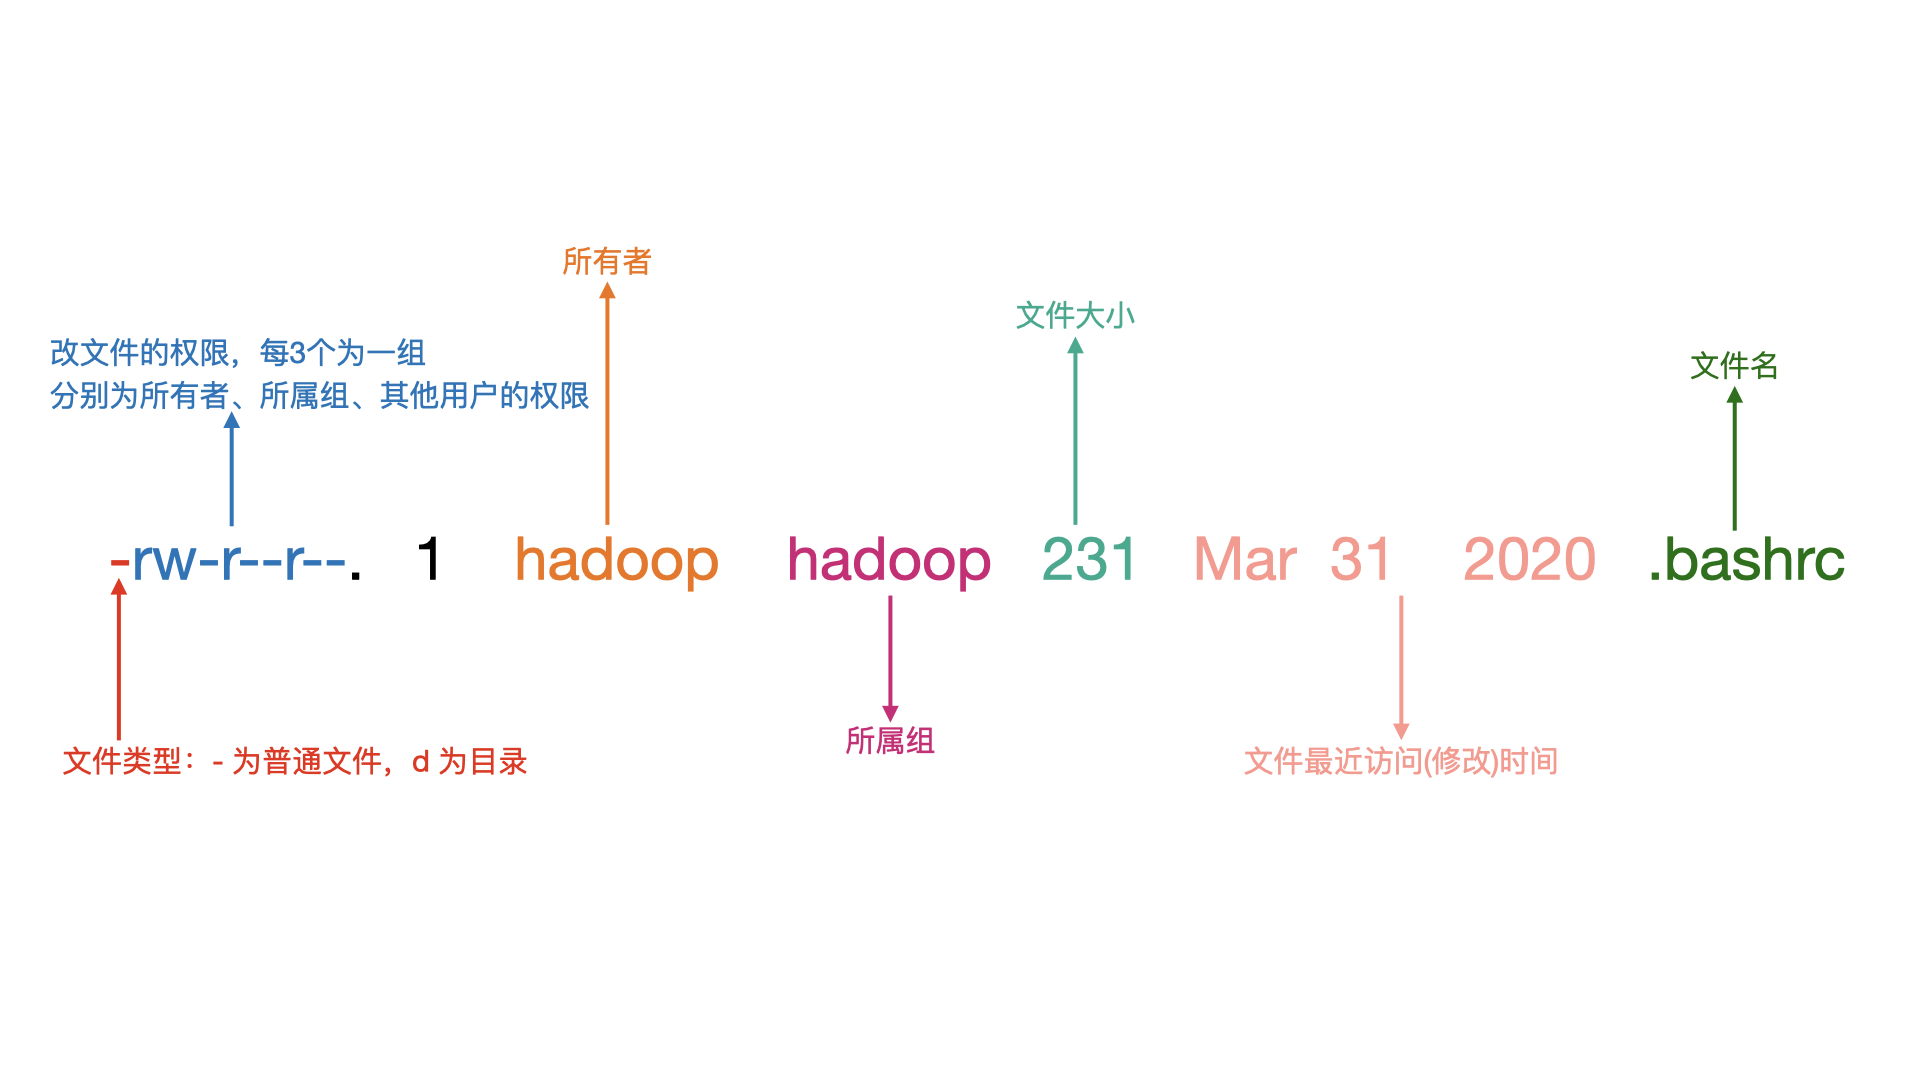 所有者
文件大小
改文件的权限，每3个为一组
分别为所有者、所属组、其他用户的权限
文件名
-rw-r--r--. 1 hadoop hadoop 231 Mar 31 2020 .bashrc
所属组
文件类型：- 为普通文件，d 为目录
文件最近访问(修改)时间